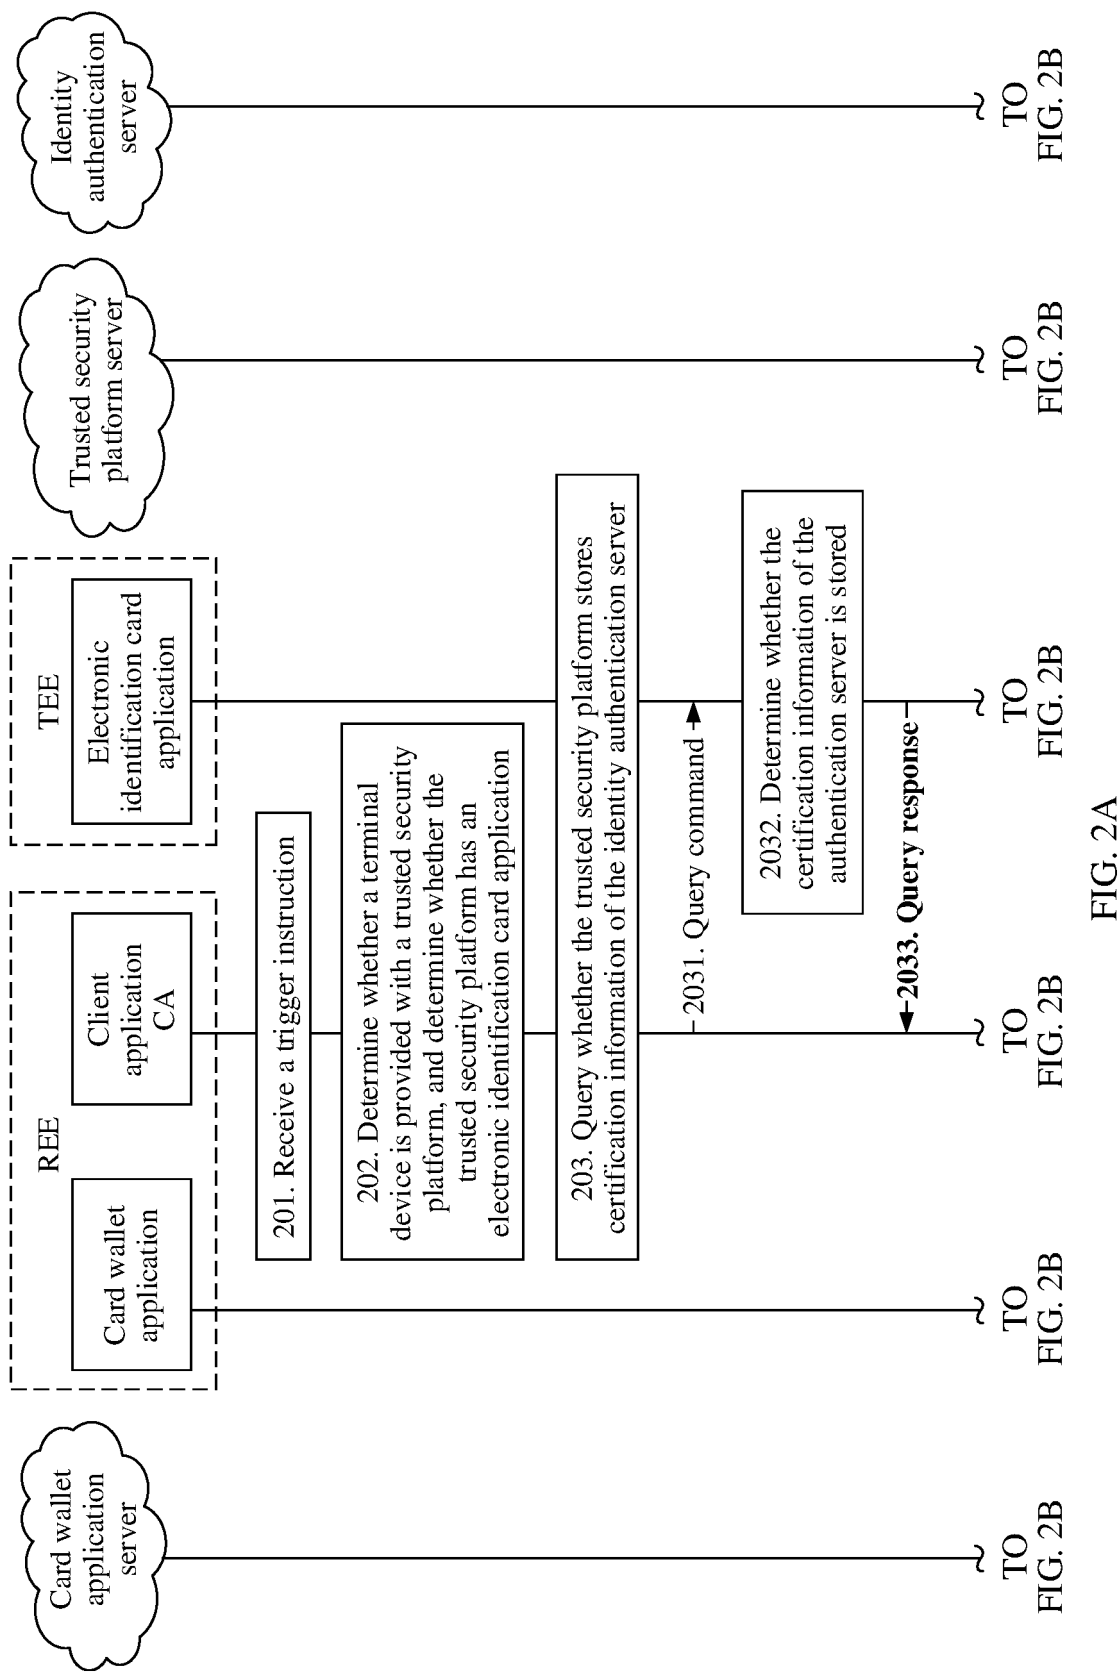 Card wallet
application
server
REE
Card wallet
application
Client
application
CA
TEE
Electronic
identification card
application
Trusted security
platform server
Identity
authentication
server
201. Receive a trigger instruction
202. Determine whether a terminal
device is provided with a trusted security
platform, and determine whether the
trusted security platform has an
electronic identification card application
203. Query whether the trusted security platform stores
certification information of the identity authentication server
2031. Query command
2032. Determine whether the
certification information of the
authentication server is stored
2033. Query response
TO
FIG. 2B
TO
FIG. 2B
TO
FIG. 2B
TO
FIG. 2B
TO
FIG. 2B
TO
FIG. 2B
FIG. 2A